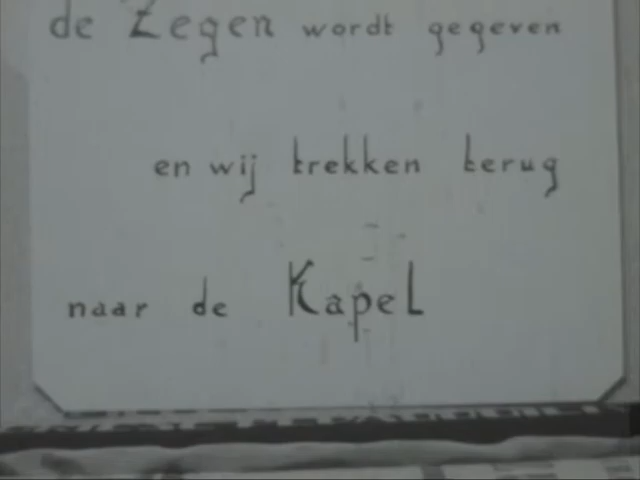 de Zegen wordt gegeven
en wij trekken terug
naar de Kapel